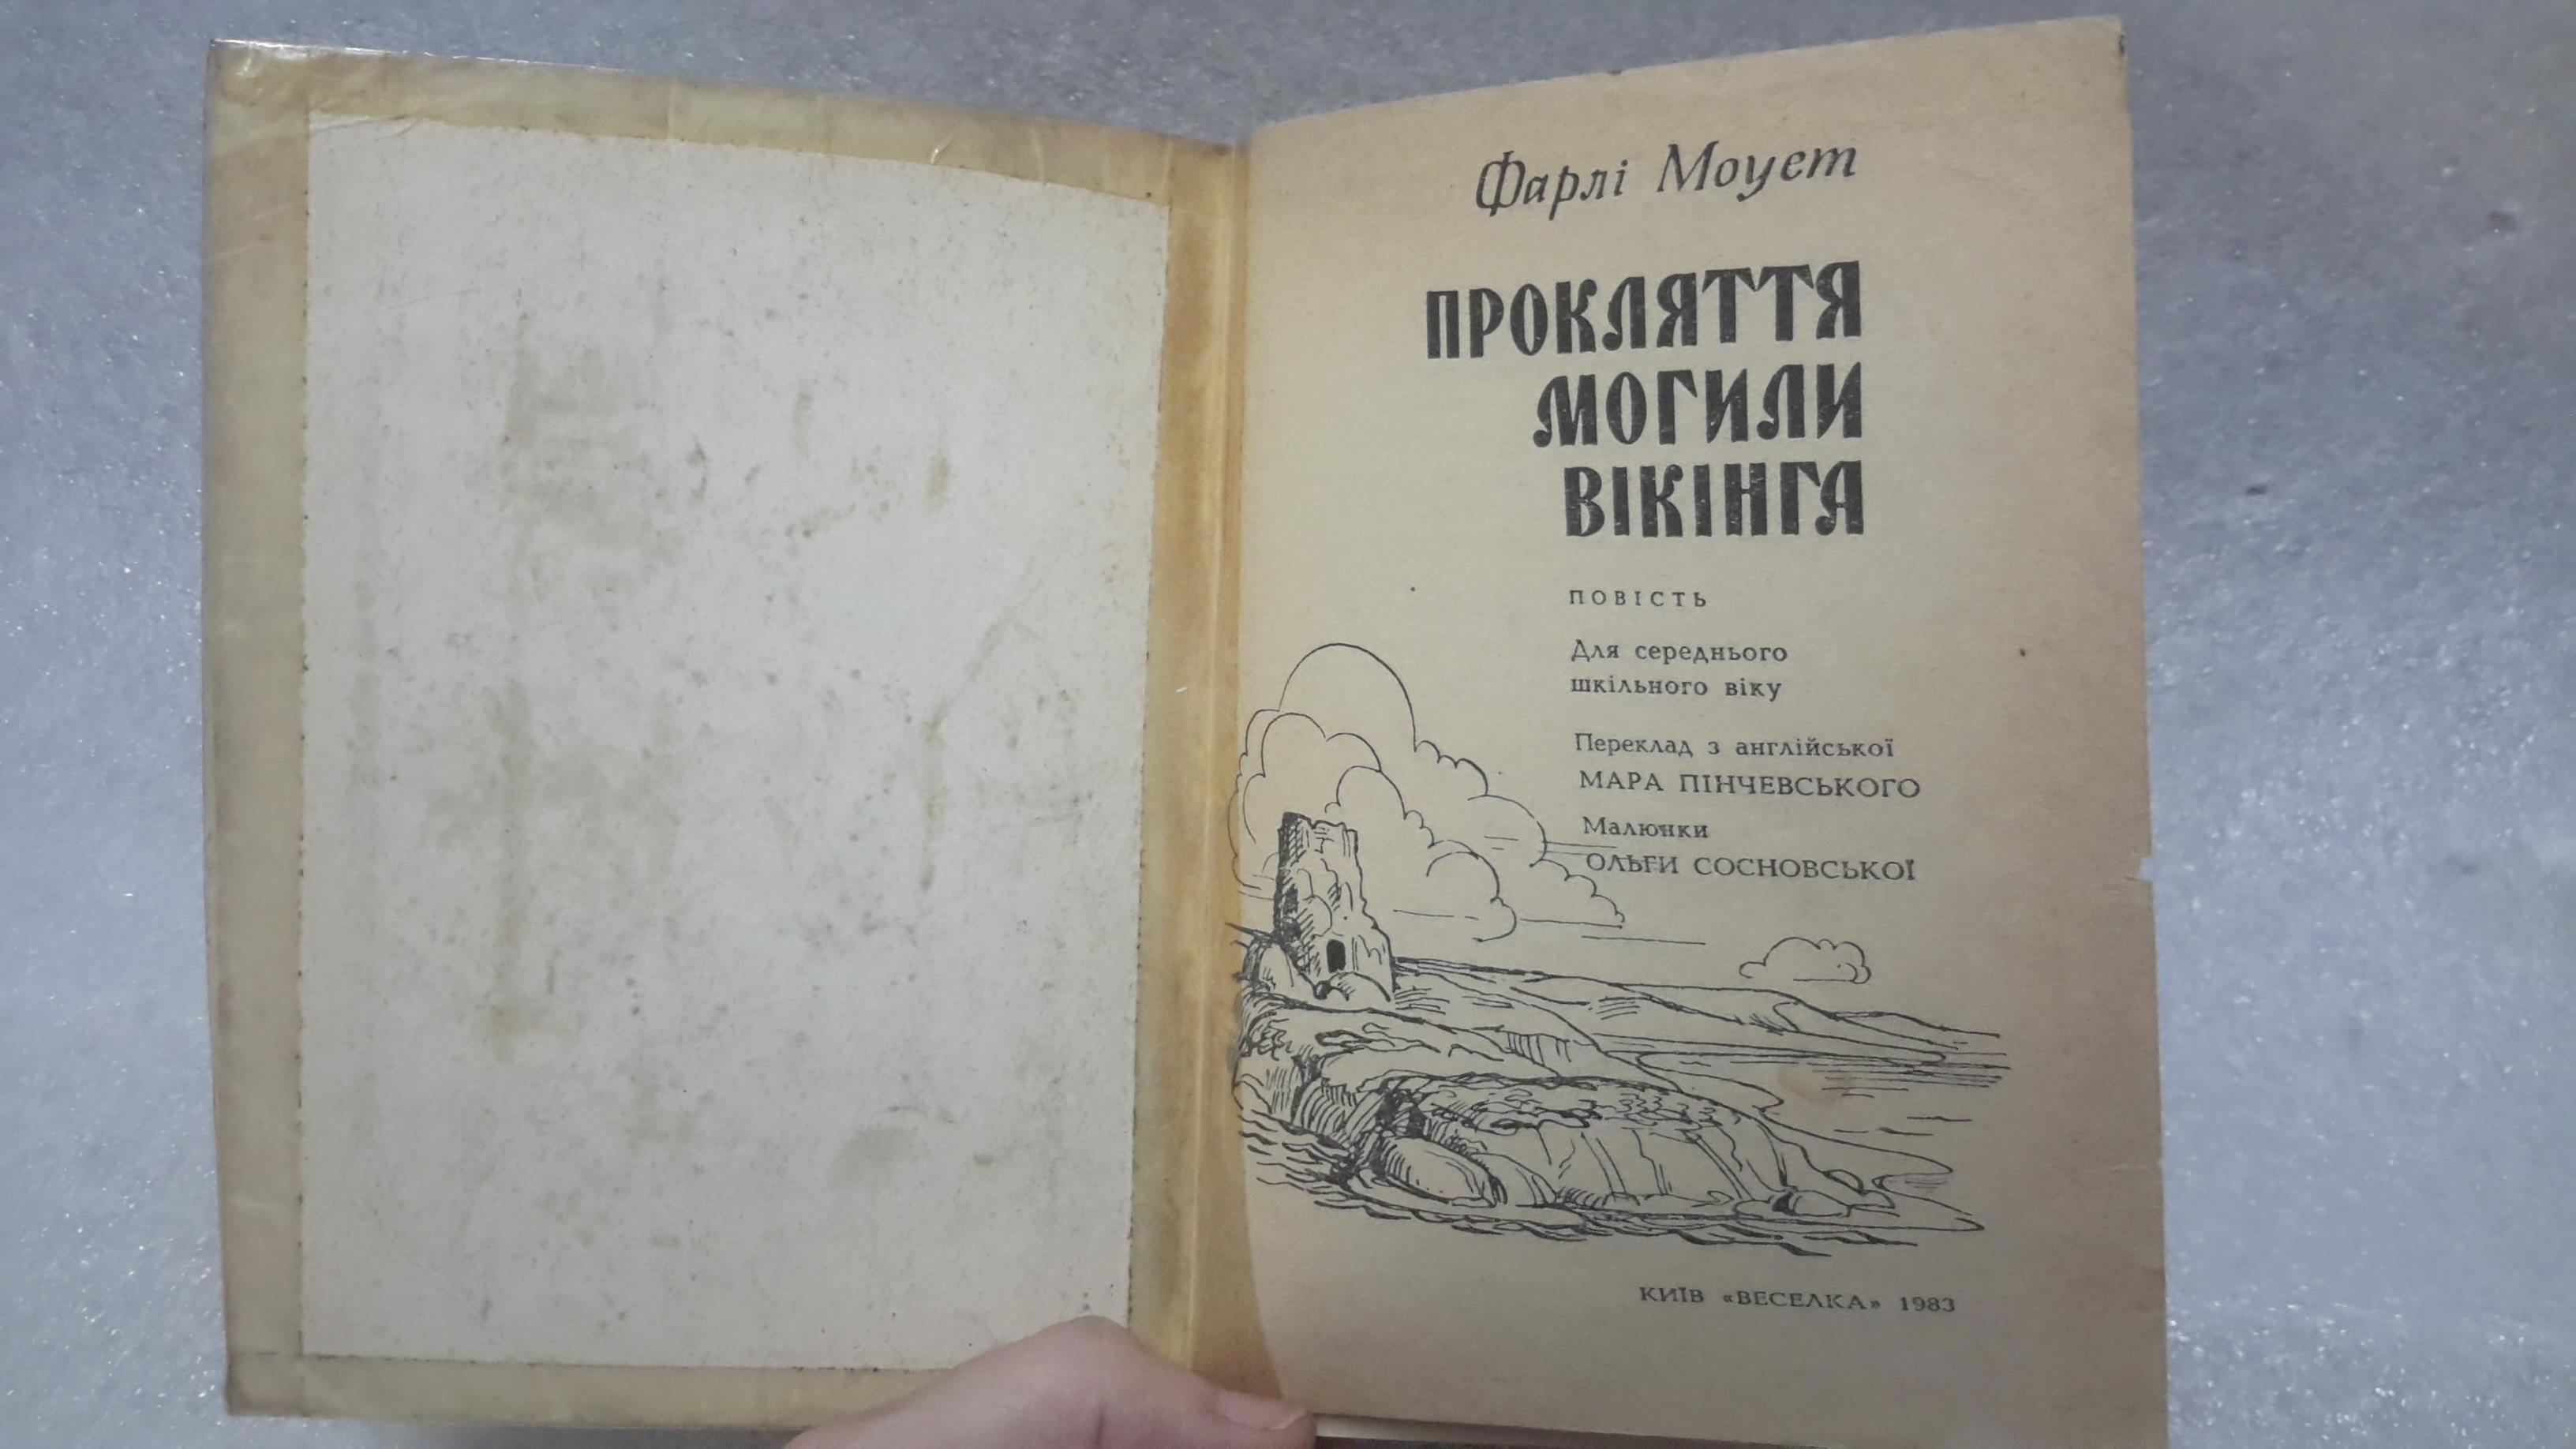 Фарлі Моует
ПРОКЛЯТТЯ
МОГИЛИ
ВІКІНГА
ПОВІСТЬ
Для середнього
шкільного віку
Переклад з англійської
МАРА ПІНЧЕВСЬКОГО
Малюнки
ОЛЬГИ СОСНОВСЬКОЇ
КИЇВ «ВЕСЕЛКА» 1983